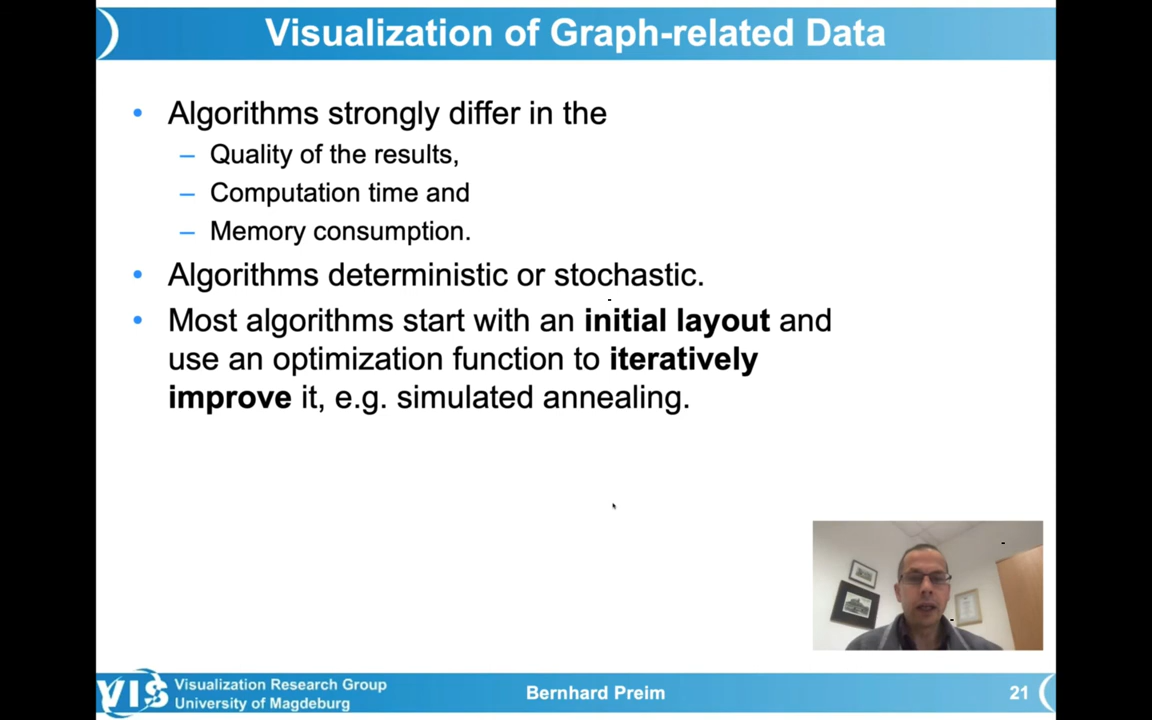 Visualization of Graph-related Data
• Algorithms strongly differ in the
– Quality of the results,
– Computation time and
– Memory consumption.
• Algorithms deterministic or stochastic.
• Most algorithms start with an initial layout and
use an optimization function to iteratively
improve it, e.g. simulated annealing.
VIS
Visualization Research Group
University of Magdeburg
Bernhard Preim
21